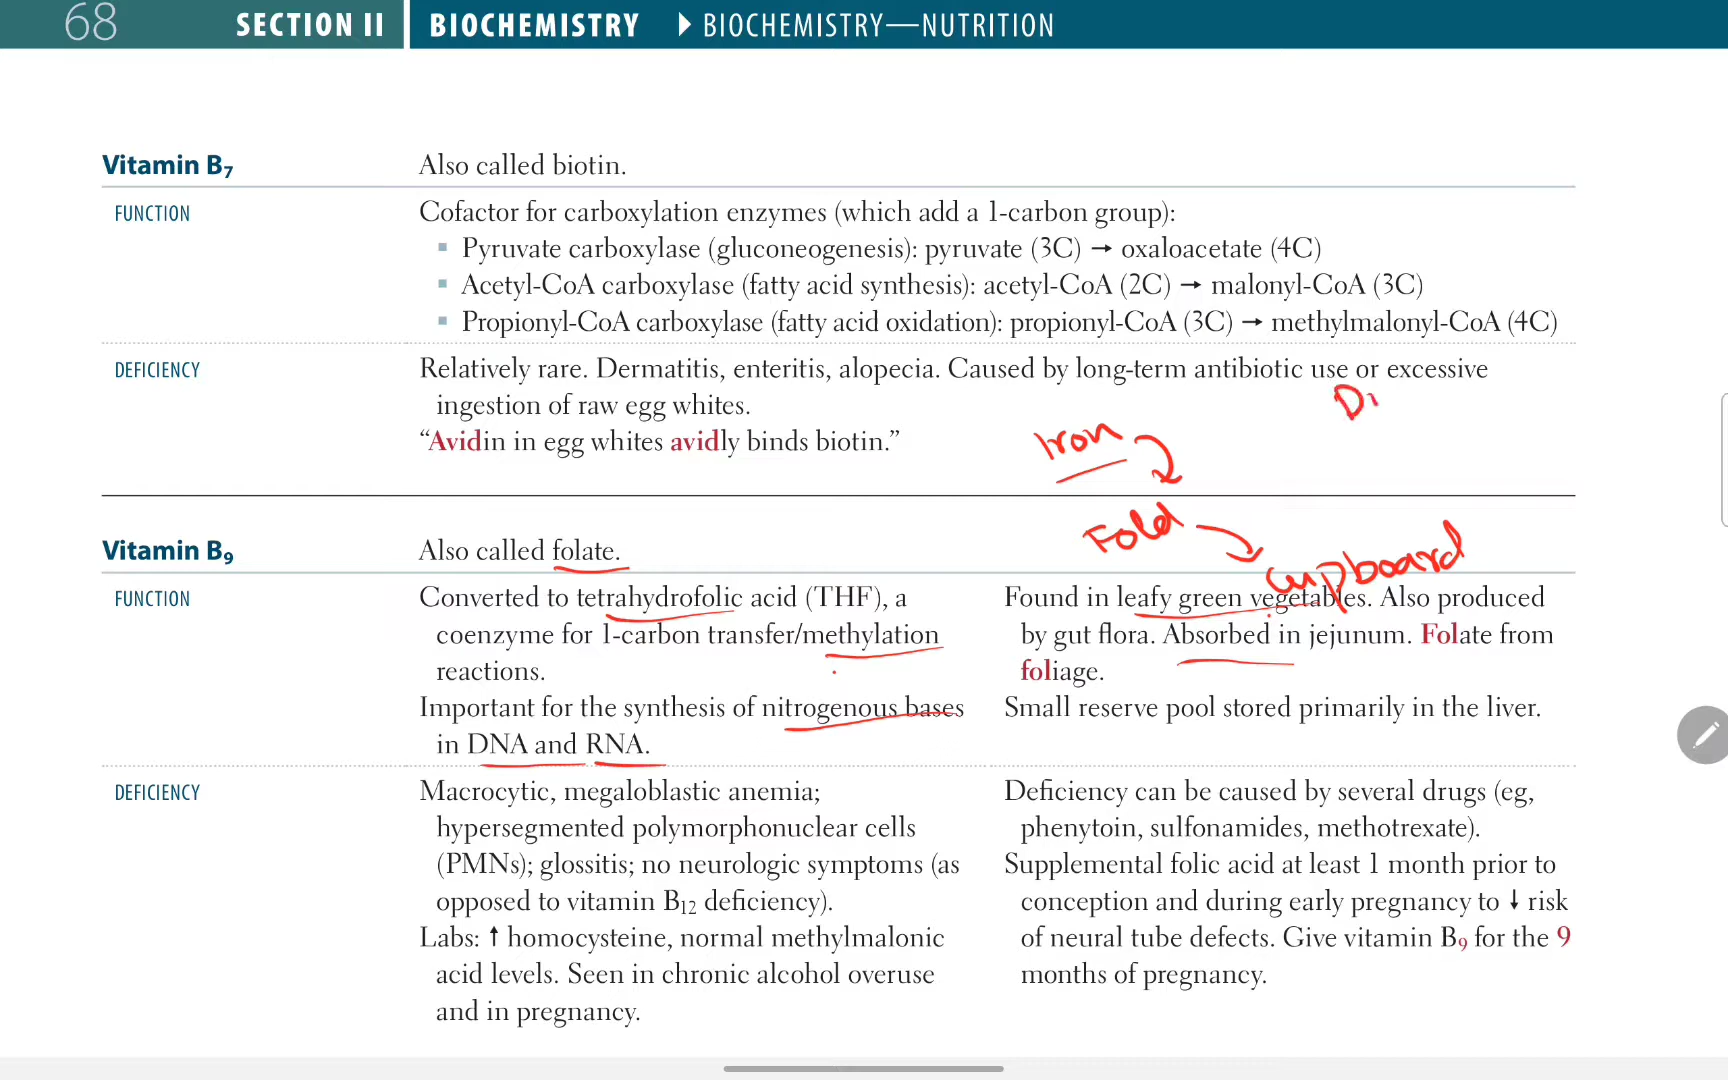 68 SECTION II BIOCHEMISTRY ▶ BIOCHEMISTRY—NUTRITION
Vitamin B₇ Also called biotin.
FUNCTION Cofactor for carboxylation enzymes (which add a 1-carbon group):
▪ Pyruvate carboxylase (gluconeogenesis): pyruvate (3C) → oxaloacetate (4C)
▪ Acetyl-CoA carboxylase (fatty acid synthesis): acetyl-CoA (2C) → malonyl-CoA (3C)
▪ Propionyl-CoA carboxylase (fatty acid oxidation): propionyl-CoA (3C) → methylmalonyl-CoA (4C)
DEFICIENCY Relatively rare. Dermatitis, enteritis, alopecia. Caused by long-term antibiotic use or excessive
ingestion of raw egg whites.
“Avidin in egg whites avidly binds biotin.”
Iron
Fold
cupboard
Vitamin B₉ Also called folate.
FUNCTION Converted to tetrahydrofolic acid (THF), a
coenzyme for 1-carbon transfer/methylation
reactions.
Important for the synthesis of nitrogenous bases
in DNA and RNA.
Found in leafy green vegetables. Also produced
by gut flora. Absorbed in jejunum. Folate from
foliage.
Small reserve pool stored primarily in the liver.
DEFICIENCY Macrocytic, megaloblastic anemia;
hypersegmented polymorphonuclear cells
(PMNs); glossitis; no neurologic symptoms (as
opposed to vitamin B₁₂ deficiency).
Labs: ↑ homocysteine, normal methylmalonic
acid levels. Seen in chronic alcohol overuse
and in pregnancy.
Deficiency can be caused by several drugs (eg,
phenytoin, sulfonamides, methotrexate).
Supplemental folic acid at least 1 month prior to
conception and during early pregnancy to ↓ risk
of neural tube defects. Give vitamin B₉ for the 9
months of pregnancy.